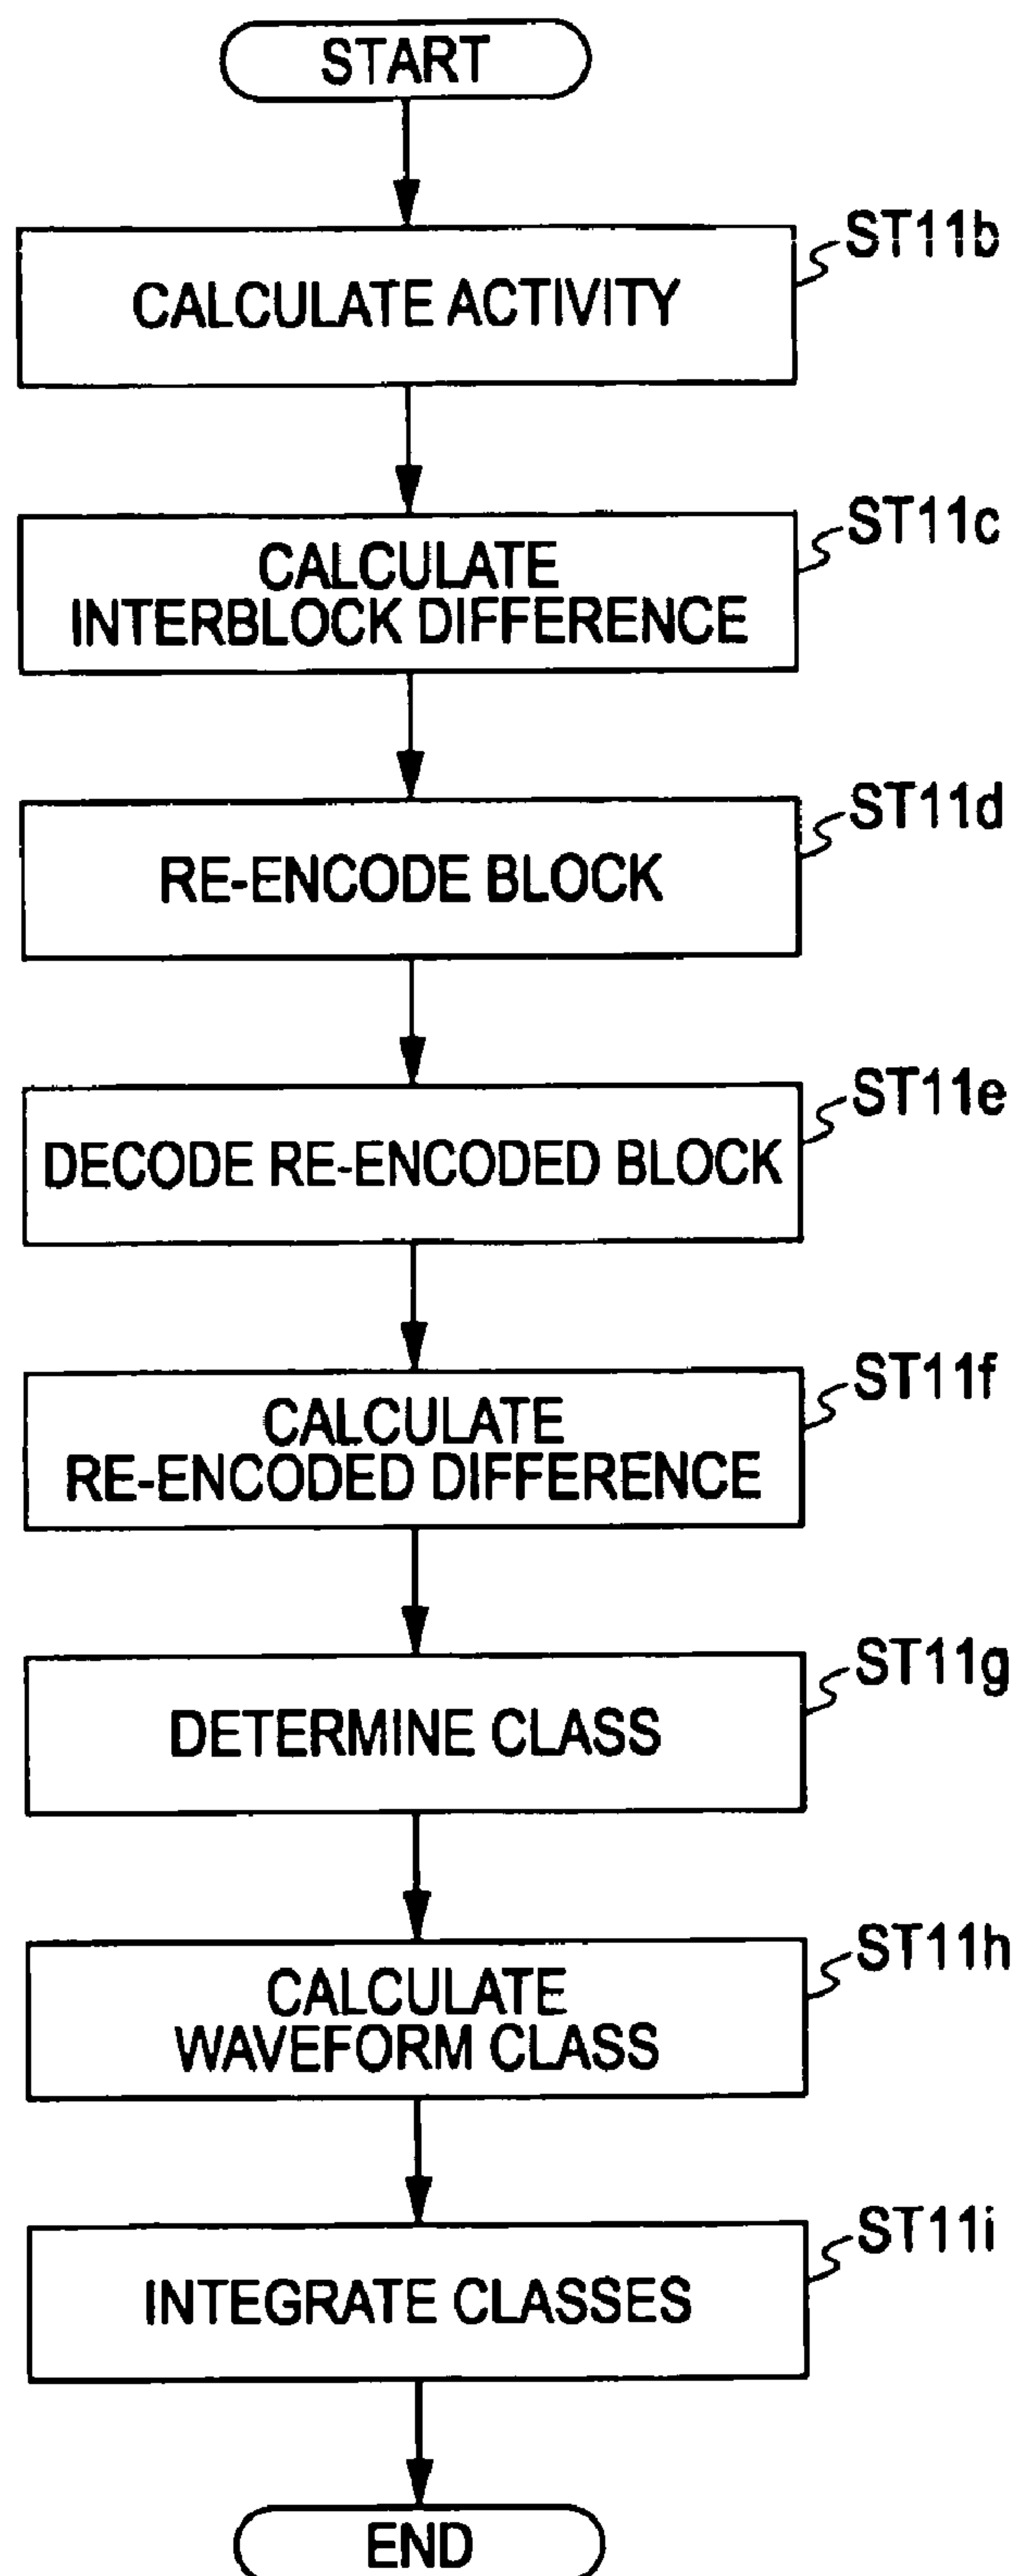 START
ST11b
CALCULATE ACTIVITY
ST11c
CALCULATE
INTERBLOCK DIFFERENCE
ST11d
RE-ENCODE BLOCK
ST11e
DECODE RE-ENCODED BLOCK
ST11f
CALCULATE
RE-ENCODED DIFFERENCE
ST11g
DETERMINE CLASS
ST11h
CALCULATE
WAVEFORM CLASS
ST11i
INTEGRATE CLASSES
END